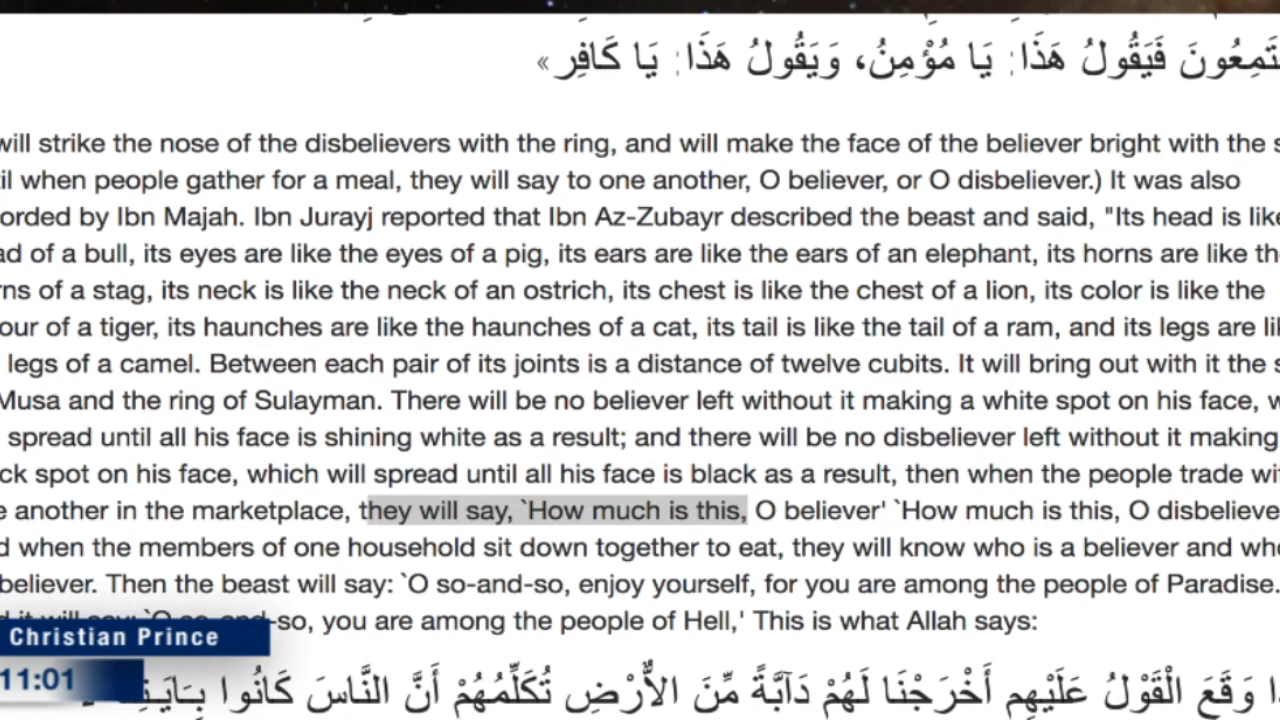 تَمِعُونَ فَيَقُولُ هَذَا: يَا مُؤْمِنُ، وَيَقُولُ هَذَا: يَا كَافِر»
will strike the nose of the disbelievers with the ring, and will make the face of the believer bright with the s
il when people gather for a meal, they will say to one another, O believer, or O disbeliever.) It was also
orded by Ibn Majah. Ibn Jurayj reported that Ibn Az-Zubayr described the beast and said, "Its head is like
ad of a bull, its eyes are like the eyes of a pig, its ears are like the ears of an elephant, its horns are like th
rns of a stag, its neck is like the neck of an ostrich, its chest is like the chest of a lion, its color is like the
our of a tiger, its haunches are like the haunches of a cat, its tail is like the tail of a ram, and its legs are li
legs of a camel. Between each pair of its joints is a distance of twelve cubits. It will bring out with it the s
Musa and the ring of Sulayman. There will be no believer left without it making a white spot on his face, w
spread until all his face is shining white as a result; and there will be no disbeliever left without it making
ck spot on his face, which will spread until all his face is black as a result, then when the people trade wi
e another in the marketplace, they will say, `How much is this, O believer' `How much is this, O disbelieve
d when the members of one household sit down together to eat, they will know who is a believer and wh
believer. Then the beast will say: `O so-and-so, enjoy yourself, for you are among the people of Paradise.
-so, you are among the people of Hell,' This is what Allah says:
Christian Prince
11:01
وَقَعَ الْقَوْلُ عَلَيْهِم أَخْرَجْنَا لَهُمْ دَآبَّةً مِّنَ الاٌّرْضِ تُكَلِّمُهُمْ أَنَّ النَّاسَ كَانُوا